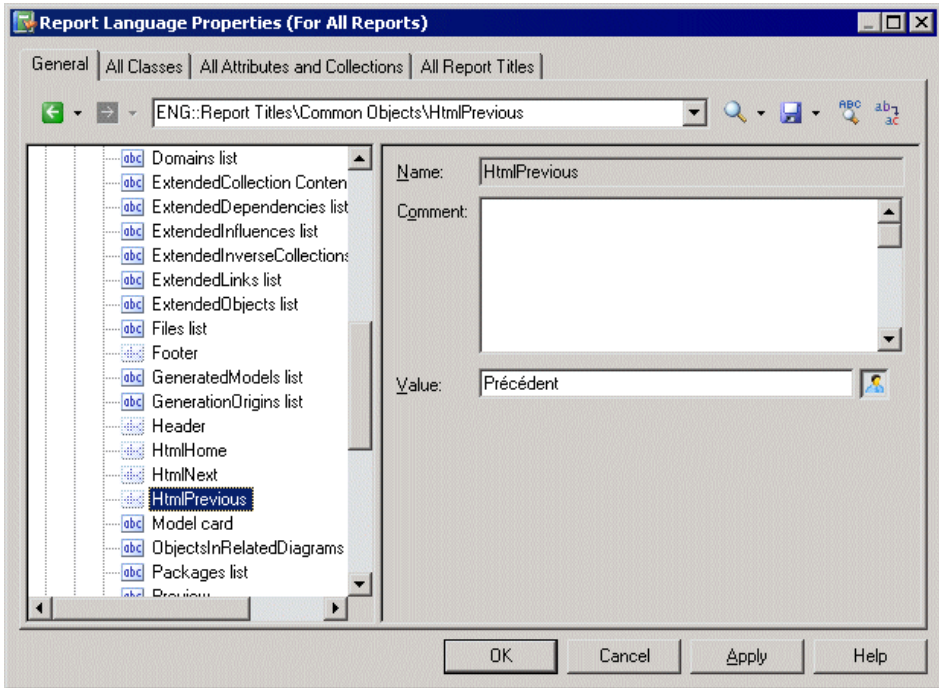 Report Language Properties (For All Reports)
General All Classes All Attributes and Collections All Report Titles
ENG::Report Titles\Common Objects\HtmlPrevious
Domains list
ExtendedCollection Conten
ExtendedDependencies list
ExtendedInfluences list
ExtendedInverseCollections
ExtendedLinks list
ExtendedObjects list
Files list
Footer
GeneratedModels list
GenerationOrigins list
Header
HtmlHome
HtmlNext
HtmlPrevious
Model card
ObjectsInRelatedDiagrams
Packages list
Preview
Name: HtmlPrevious
Comment:
Value: Précédent
OK Cancel Apply Help